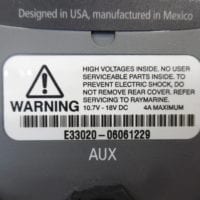 Designed in USA, manufactured in Mexico
WARNING
HIGH VOLTAGES INSIDE. NO USER
SERVICEABLE PARTS INSIDE. TO
PREVENT ELECTRIC SHOCK, DO
NOT REMOVE REAR COVER. REFER
SERVICING TO RAYMARINE.
10.7V - 18V DC 4A MAXIMUM
E33020-06061229
AUX